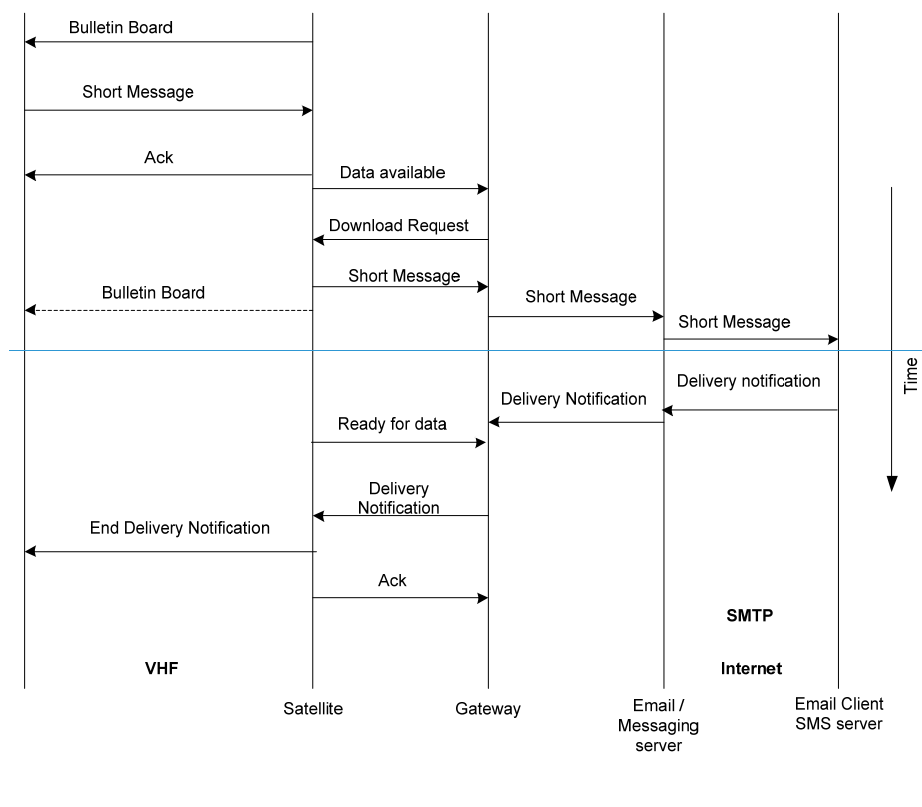 Bulletin Board
Short Message
Ack
Data available
Download Request
Short Message
Bulletin Board
Short Message
Short Message
Time
Delivery notification
Delivery Notification
Ready for data
Delivery
Notification
End Delivery Notification
Ack
SMTP
VHF
Internet
Satellite
Gateway
Email /
Messaging
server
Email Client
SMS server